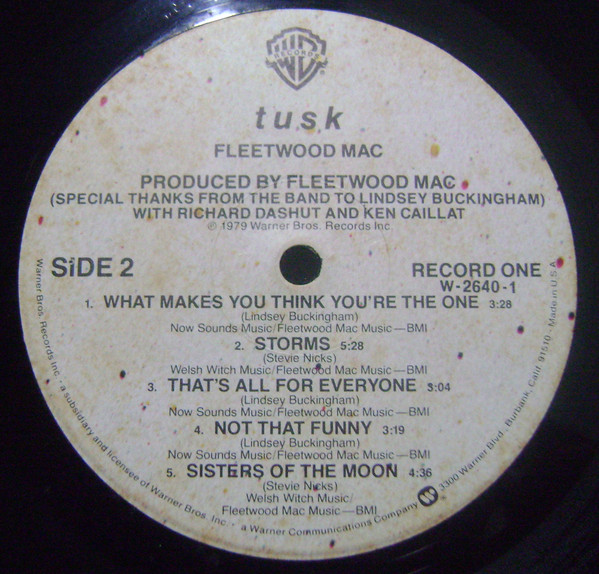 WB
RECORDS
tusk
FLEETWOOD MAC
PRODUCED BY FLEETWOOD MAC
(SPECIAL THANKS FROM THE BAND TO LINDSEY BUCKINGHAM)
WITH RICHARD DASHUT AND KEN CAILLAT
℗ 1979 Warner Bros. Records Inc.
SIDE 2
RECORD ONE
W-2640-1
1. WHAT MAKES YOU THINK YOU'RE THE ONE 3:28
(Lindsey Buckingham)
Now Sounds Music/Fleetwood Mac Music—BMI
2. STORMS 5:28
(Stevie Nicks)
Welsh Witch Music/Fleetwood Mac Music—BMI
3. THAT'S ALL FOR EVERYONE 3:04
(Lindsey Buckingham)
Now Sounds Music/Fleetwood Mac Music—BMI
4. NOT THAT FUNNY 3:19
(Lindsey Buckingham)
Now Sounds Music/Fleetwood Mac Music—BMI
5. SISTERS OF THE MOON 4:36
(Stevie Nicks)
Welsh Witch Music/
Fleetwood Mac Music—BMI
Warner Bros. Records Inc. • a subsidiary and licensee of Warner Bros. Inc. • a Warner Communications Company W 3300 Warner Blvd., Burbank, Calif. 91510 • Made in U.S.A.